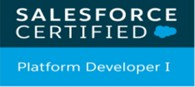 SALESFORCE
CERTIFIED
Platform Developer I